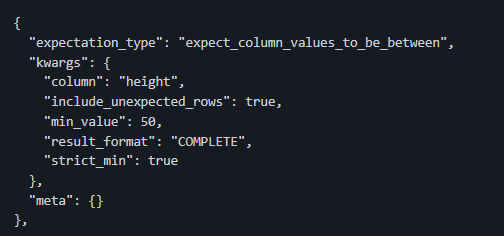 {
  "expectation_type": "expect_column_values_to_be_between",
  "kwargs": {
    "column": "height",
    "include_unexpected_rows": true,
    "min_value": 50,
    "result_format": "COMPLETE",
    "strict_min": true
  },
  "meta": {}
},